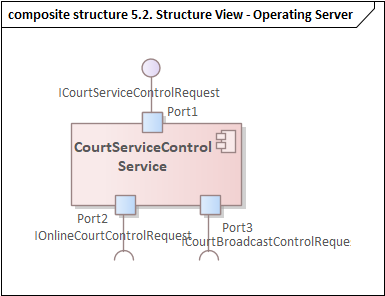 composite structure 5.2. Structure View - Operating Server
ICourtServiceControlRequest
Port1
CourtServiceControl
Service
Port2
Port3
IOnlineCourtControlRequest
ICourtBroadcastControlReque